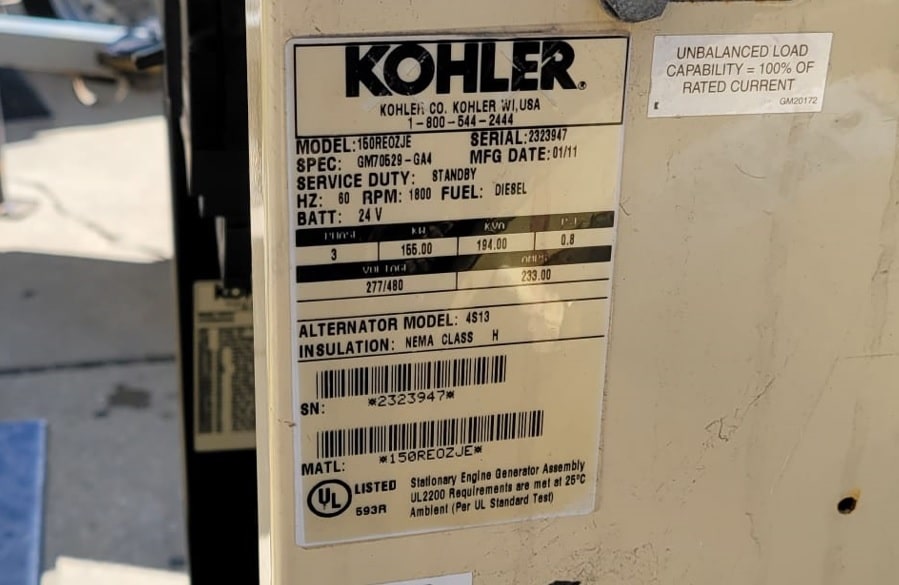 KOHLER®
KOHLER CO. KOHLER WI, USA
1-800-544-2444
MODEL: 150REOZJE SERIAL: 2323947
SPEC: GM70529-GA4 MFG DATE: 01/11
SERVICE DUTY: STANDBY
HZ: 60 RPM: 1800 FUEL: DIESEL
BATT: 24 V
PHASE KW KVA P.F.
3 155.00 194.00 0.8
VOLTAGE AMPS
277/480 233.00
ALTERNATOR MODEL: 4S13
INSULATION: NEMA CLASS H
SN: *2323947*
MATL: *150REOZJE*
UL LISTED
593R
Stationary Engine Generator Assembly
UL2200 Requirements are met at 25ºC
Ambient (Per UL Standard Test)
UNBALANCED LOAD
CAPABILITY = 100% OF
RATED CURRENT
GM20172